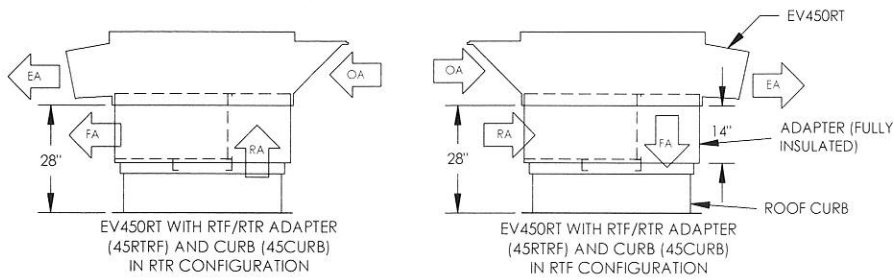 EA
OA
FA
RA
28"
EV450RT WITH RTF/RTR ADAPTER
(45RTRF) AND CURB (45CURB)
IN RTR CONFIGURATION
EV450RT
OA
EA
RA
FA
14"
28"
ADAPTER (FULLY
INSULATED)
ROOF CURB
EV450RT WITH RTF/RTR ADAPTER
(45RTRF) AND CURB (45CURB)
IN RTF CONFIGURATION